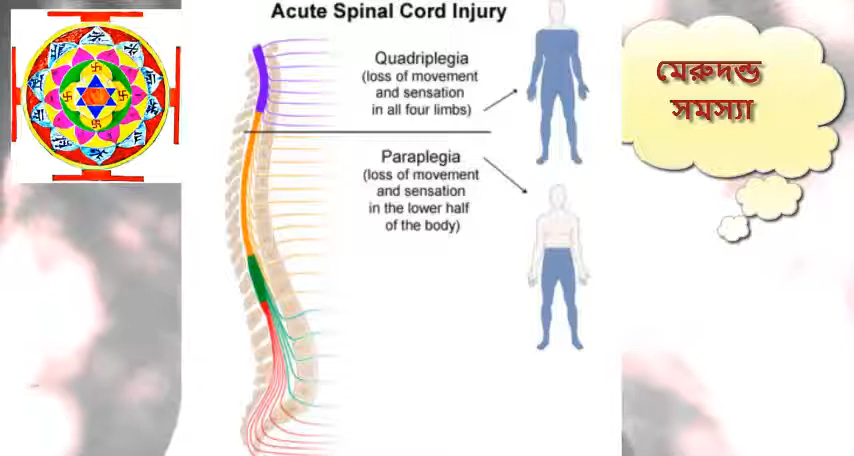 Acute Spinal Cord Injury
Quadriplegia
(loss of movement
and sensation
in all four limbs)
Paraplegia
(loss of movement
and sensation
in the lower half
of the body)
মেরুদন্ড
সমস্যা